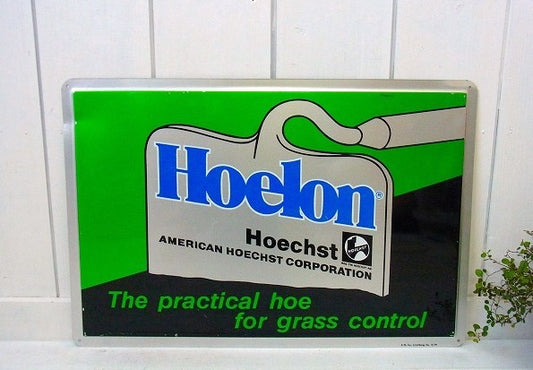 Hoelon®
Hoechst
AMERICAN HOECHST CORPORATION
The practical hoe
for grass control